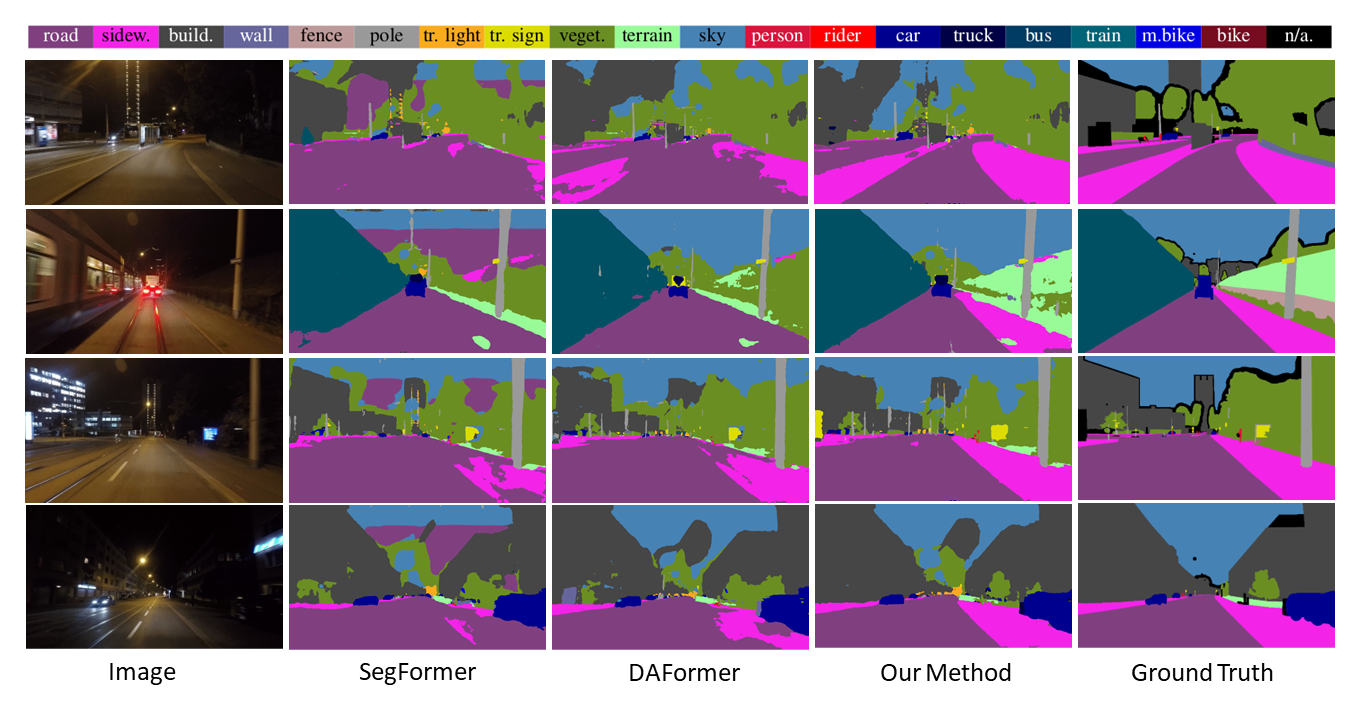 road sidew. build. wall fence pole tr. light tr. sign veget. terrain sky person rider car truck bus train m.bike bike n/a.
Image SegFormer DAFormer Our Method Ground Truth